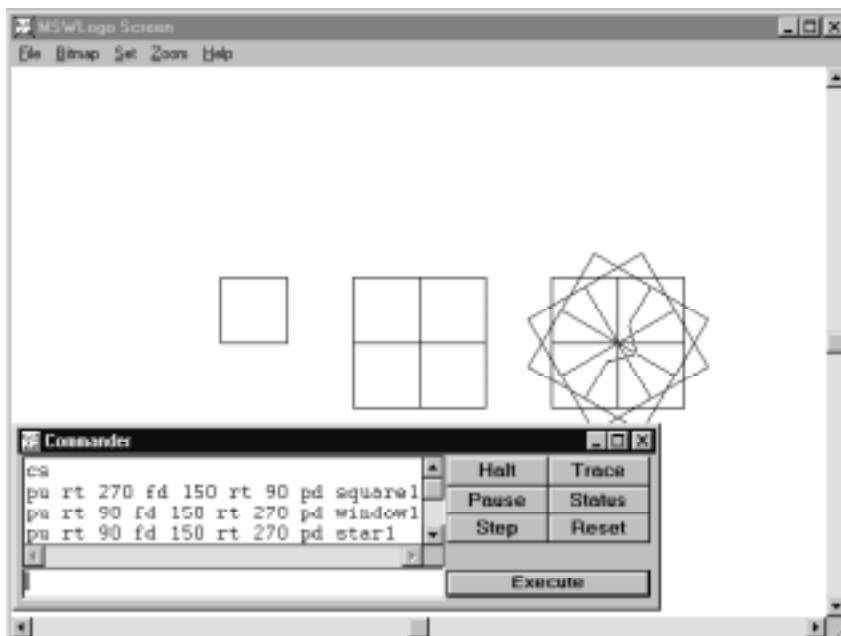 MSWLogo Screen
File Bitmap Set Zoom Help
Commander
cs
pu rt 270 fd 150 rt 90 pd square1
pu rt 90 fd 150 rt 270 pd window1
pu rt 90 fd 150 rt 270 pd star1
Halt Trace
Pause Status
Step Reset
Execute